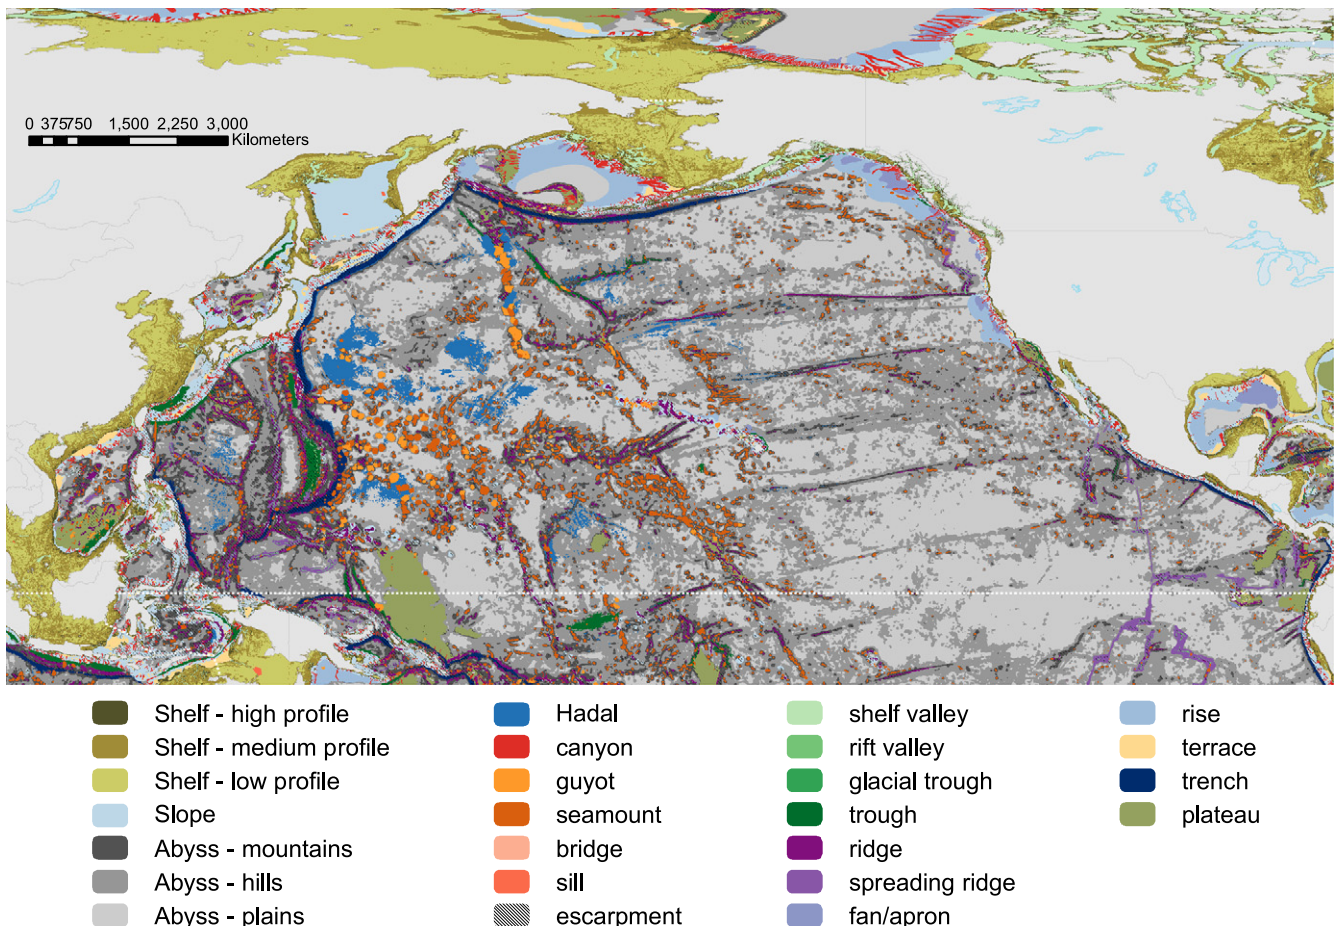 0 375750 1,500 2,250 3,000
Kilometers
Shelf - high profile
Shelf - medium profile
Shelf - low profile
Slope
Abyss - mountains
Abyss - hills
Abyss - plains
Hadal
canyon
guyot
seamount
bridge
sill
escarpment
shelf valley
rift valley
glacial trough
trough
ridge
spreading ridge
fan/apron
rise
terrace
trench
plateau